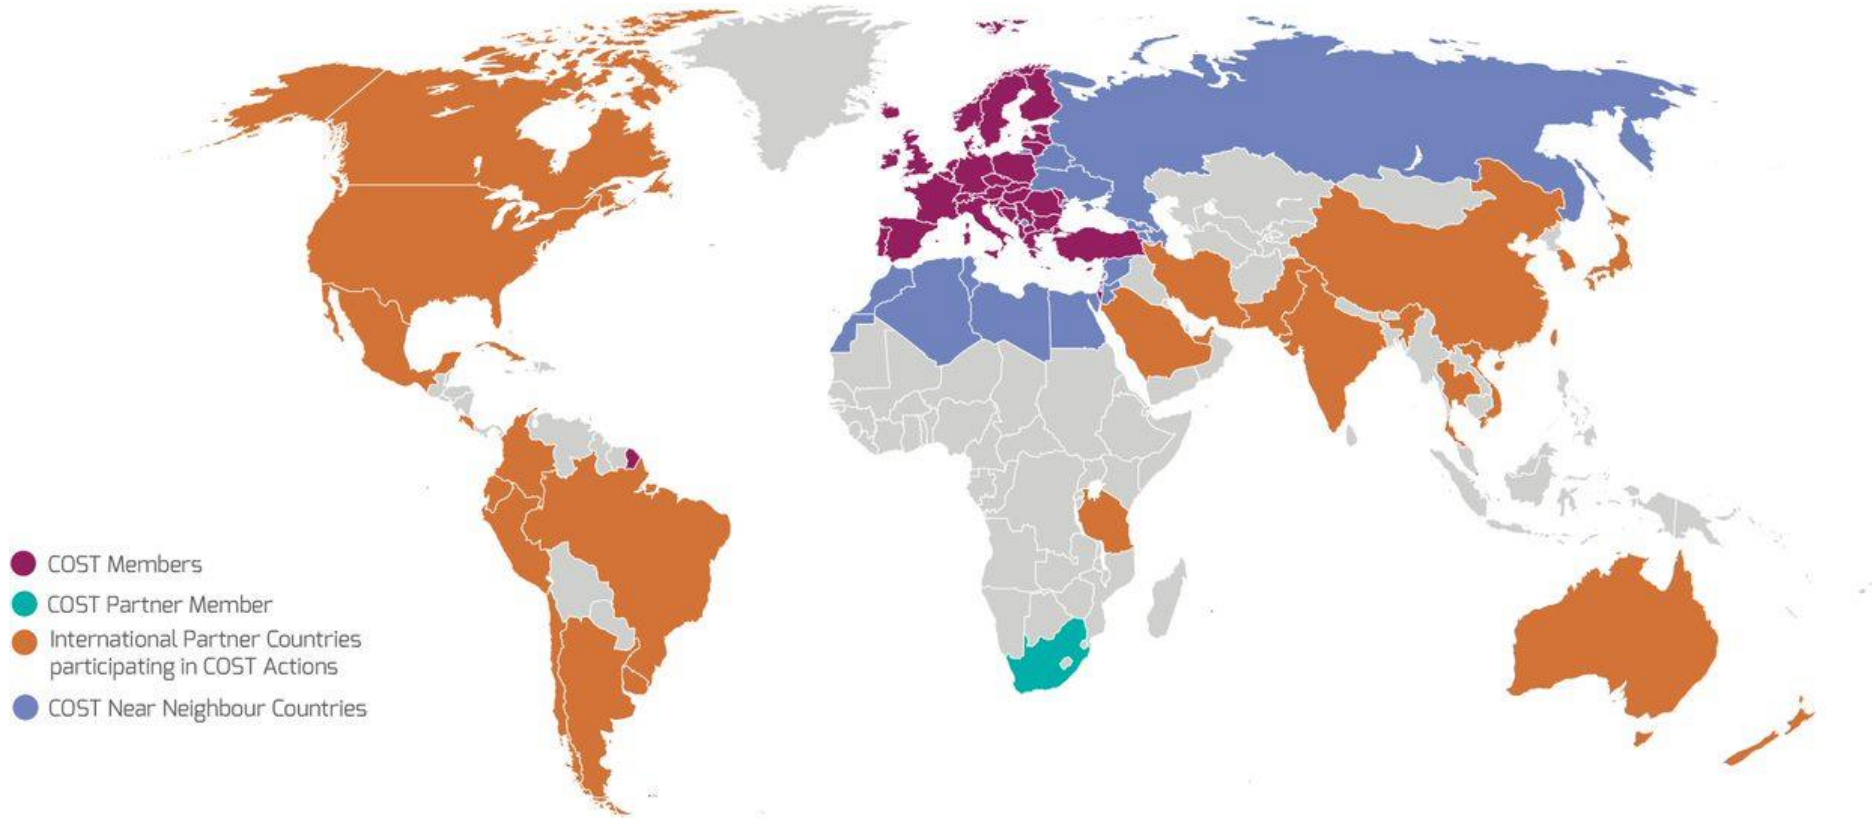 COST Members
COST Partner Member
International Partner Countries
participating in COST Actions
COST Near Neighbour Countries